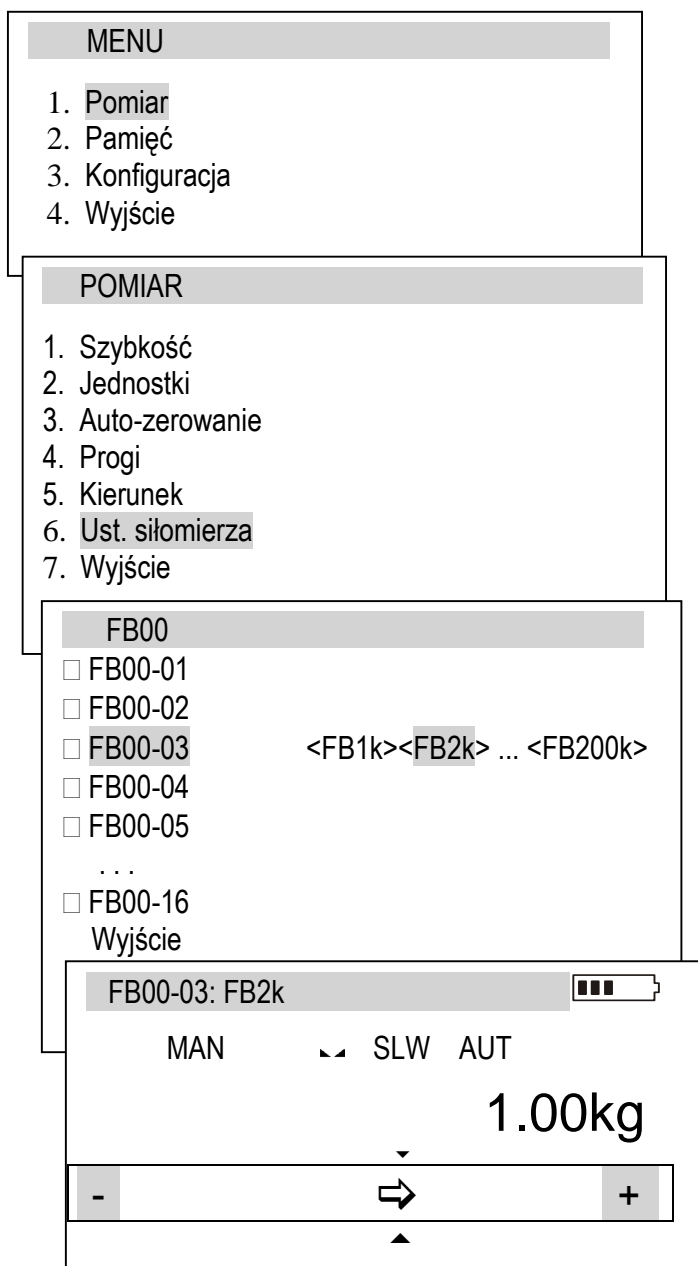 MENU
1. Pomiar
2. Pamięć
3. Konfiguracja
4. Wyjście
POMIAR
1. Szybkość
2. Jednostki
3. Auto-zerowanie
4. Progi
5. Kierunek
6. Ust. siłomierza
7. Wyjście
FB00
□ FB00-01
□ FB00-02
□ FB00-03 <FB1k><FB2k> ... <FB200k>
□ FB00-04
□ FB00-05
. . .
□ FB00-16
Wyjście
FB00-03: FB2k
MAN SLW AUT
1.00kg
- ⇨ +